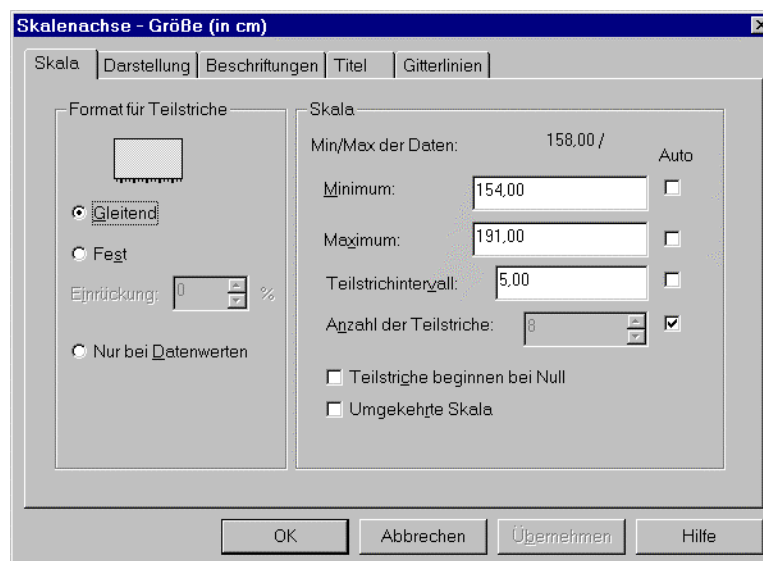 Skalenachse - Größe (in cm)
Skala Darstellung Beschriftungen Titel Gitterlinien
Format für Teilstriche
Gleitend
Fest
Einrückung: 0 %
Nur bei Datenwerten
Skala
Min/Max der Daten: 158,00 /
Auto
Minimum: 154,00
Maximum: 191,00
Teilstrichintervall: 5,00
Anzahl der Teilstriche: 8
Teilstriche beginnen bei Null
Umgekehrte Skala
OK Abbrechen Übernehmen Hilfe